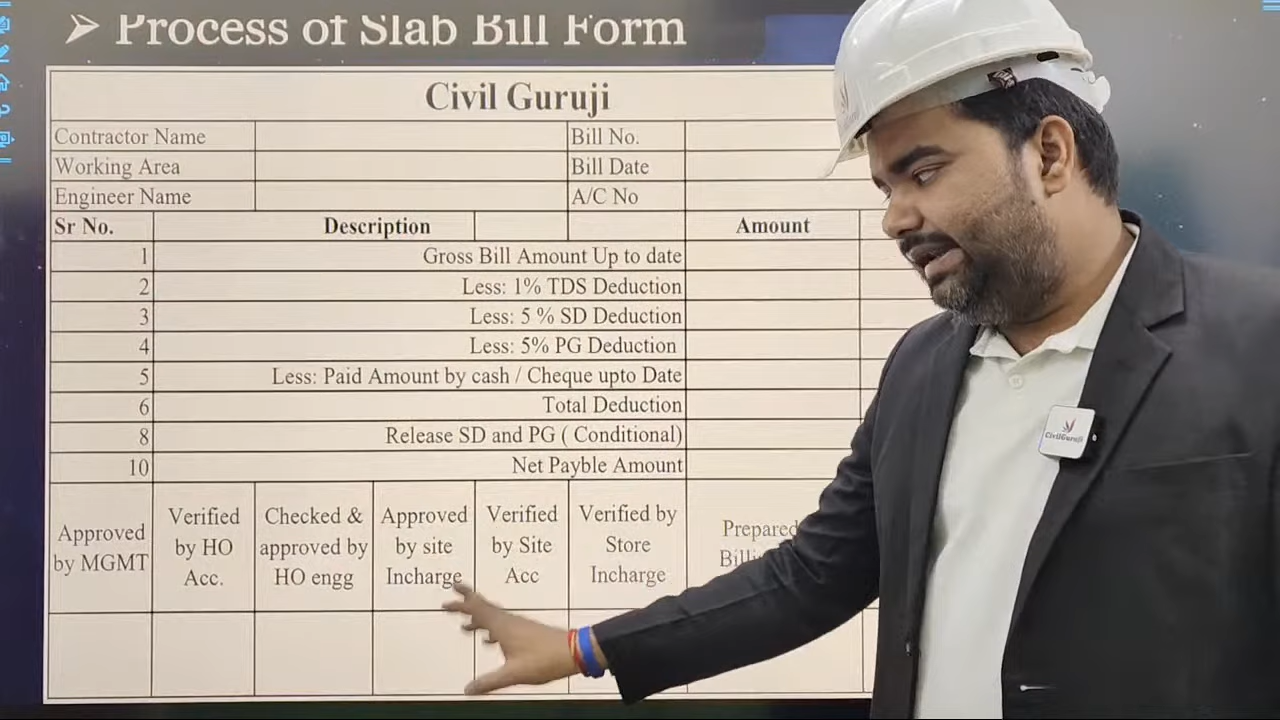 ➢ Process of Slab Bill Form
Civil Guruji
Contractor Name Bill No.
Working Area Bill Date
Engineer Name A/C No
Sr No. Description Amount
1 Gross Bill Amount Up to date
2 Less: 1% TDS Deduction
3 Less: 5 % SD Deduction
4 Less: 5% PG Deduction
5 Less: Paid Amount by cash / Cheque upto Date
6 Total Deduction
8 Release SD and PG ( Conditional)
10 Net Payble Amount
Approved
by MGMT
Verified
by HO
Acc.
Checked &
approved by
HO engg
Approved
by site
Incharge
Verified
by Site
Acc
Verified by
Store
Incharge
Prepared
CivilGuruji